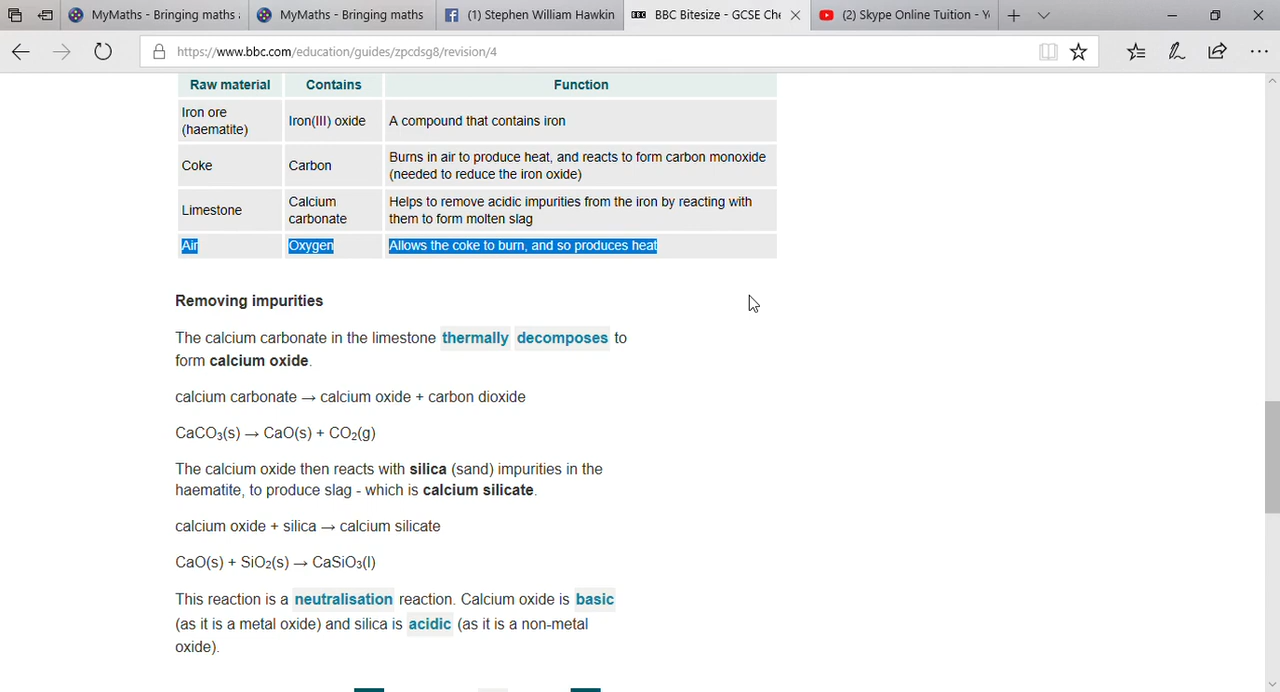 MyMaths - Bringing maths
MyMaths - Bringing maths
(1) Stephen William Hawkin
BBC Bitesize - GCSE Che
(2) Skype Online Tuition - Y
https://www.bbc.com/education/guides/zpcdsg8/revision/4
Raw material Contains Function
Iron ore (haematite) Iron(III) oxide A compound that contains iron
Coke Carbon Burns in air to produce heat, and reacts to form carbon monoxide
(needed to reduce the iron oxide)
Limestone Calcium carbonate Helps to remove acidic impurities from the iron by reacting with
them to form molten slag
Air Oxygen Allows the coke to burn, and so produces heat
Removing impurities
The calcium carbonate in the limestone thermally decomposes to
form calcium oxide.
calcium carbonate → calcium oxide + carbon dioxide
CaCO₃(s) → CaO(s) + CO₂(g)
The calcium oxide then reacts with silica (sand) impurities in the
haematite, to produce slag - which is calcium silicate.
calcium oxide + silica → calcium silicate
CaO(s) + SiO₂(s) → CaSiO₃(l)
This reaction is a neutralisation reaction. Calcium oxide is basic
(as it is a metal oxide) and silica is acidic (as it is a non-metal
oxide).